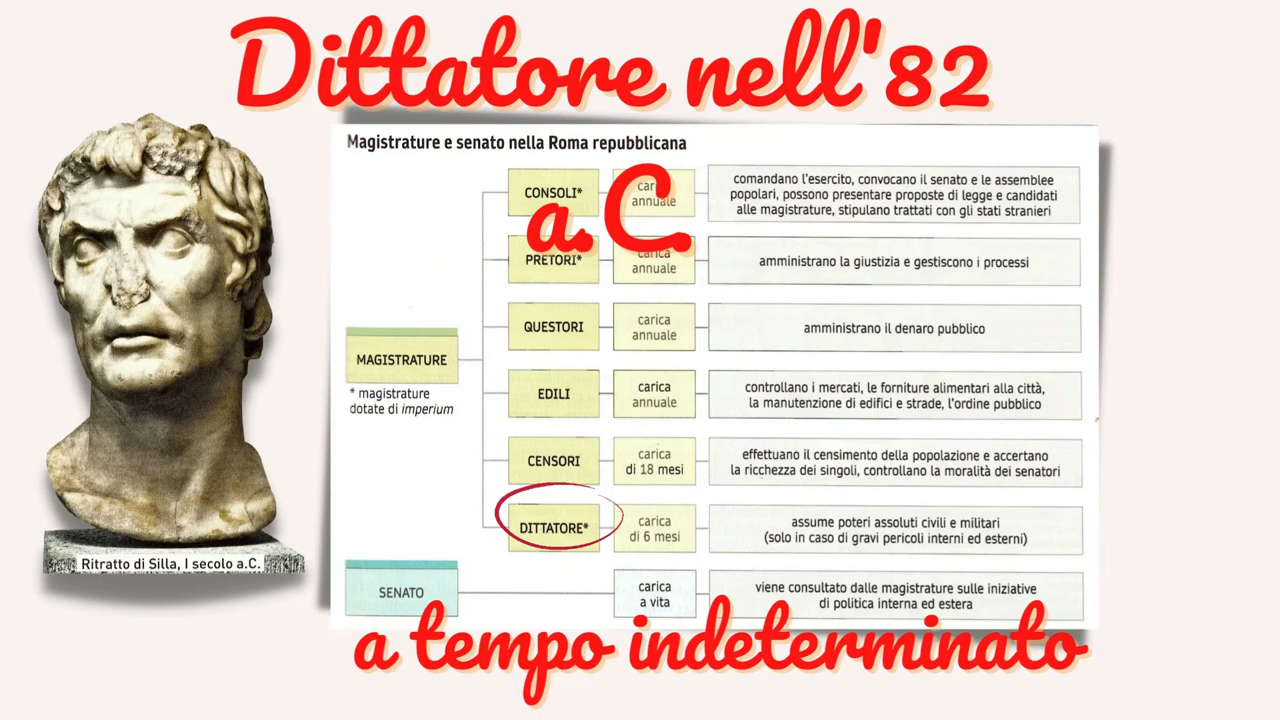 Dittatore nell'82
a.C.
Magistrature e senato nella Roma repubblicana
CONSOLI*
carica
annuale
comandano l'esercito, convocano il senato e le assemblee
popolari, possono presentare proposte di legge e candidati
alle magistrature, stipulano trattati con gli stati stranieri
PRETORI*
carica
annuale
amministrano la giustizia e gestiscono i processi
QUESTORI
carica
annuale
amministrano il denaro pubblico
MAGISTRATURE
* magistrature
dotate di imperium
EDILI
carica
annuale
controllano i mercati, le forniture alimentari alla città,
la manutenzione di edifici e strade, l'ordine pubblico
CENSORI
carica
di 18 mesi
effettuano il censimento della popolazione e accertano
la ricchezza dei singoli, controllano la moralità dei senatori
DITTATORE*
carica
di 6 mesi
assume poteri assoluti civili e militari
(solo in caso di gravi pericoli interni ed esterni)
SENATO
carica
a vita
viene consultato dalle magistrature sulle iniziative
di politica interna ed estera
Ritratto di Silla, I secolo a.C.
a tempo indeterminato